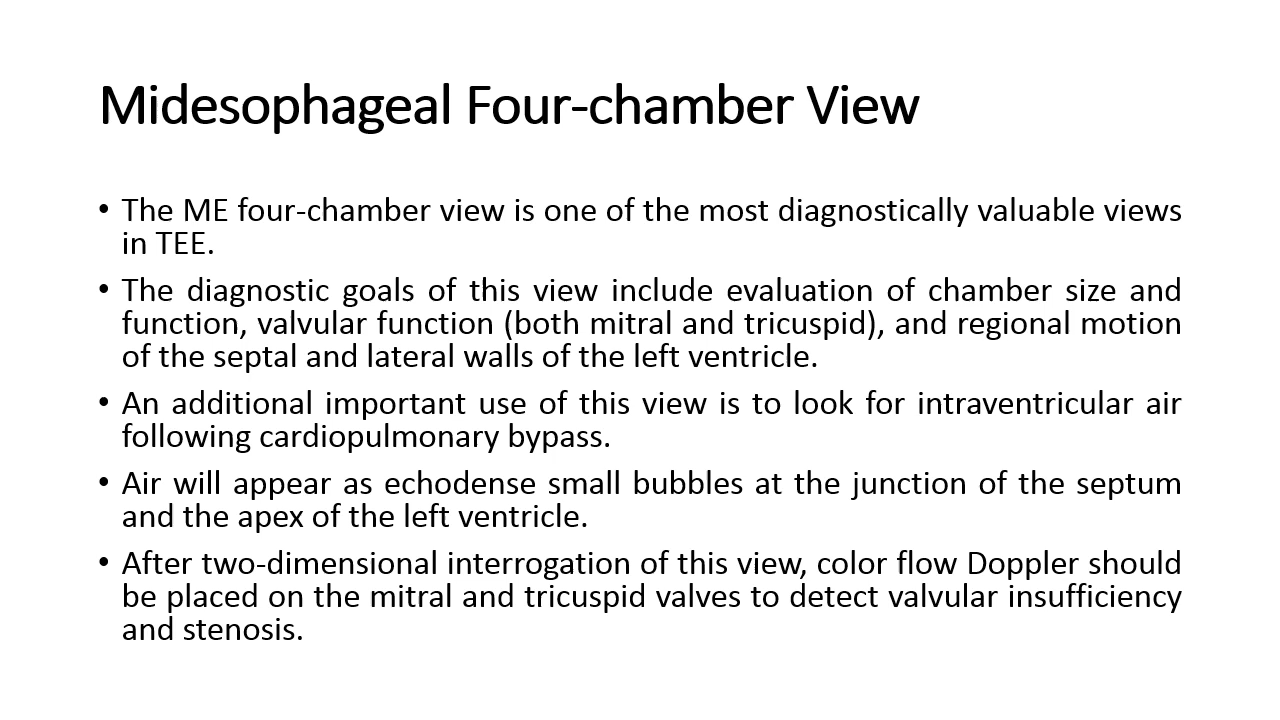 Midesophageal Four-chamber View
• The ME four-chamber view is one of the most diagnostically valuable views
in TEE.
• The diagnostic goals of this view include evaluation of chamber size and
function, valvular function (both mitral and tricuspid), and regional motion
of the septal and lateral walls of the left ventricle.
• An additional important use of this view is to look for intraventricular air
following cardiopulmonary bypass.
• Air will appear as echodense small bubbles at the junction of the septum
and the apex of the left ventricle.
• After two-dimensional interrogation of this view, color flow Doppler should
be placed on the mitral and tricuspid valves to detect valvular insufficiency
and stenosis.